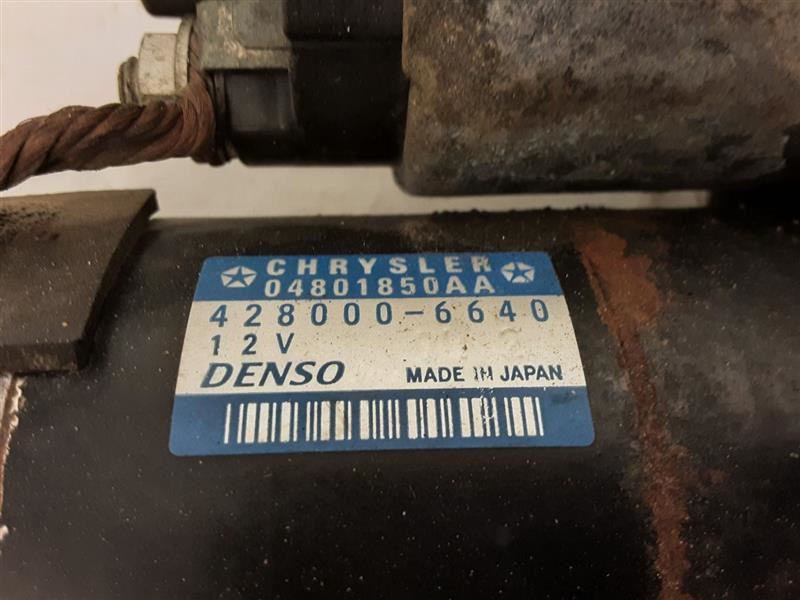 CHRYSLER
04801850AA
428000-6640
12V
DENSO MADE IN JAPAN